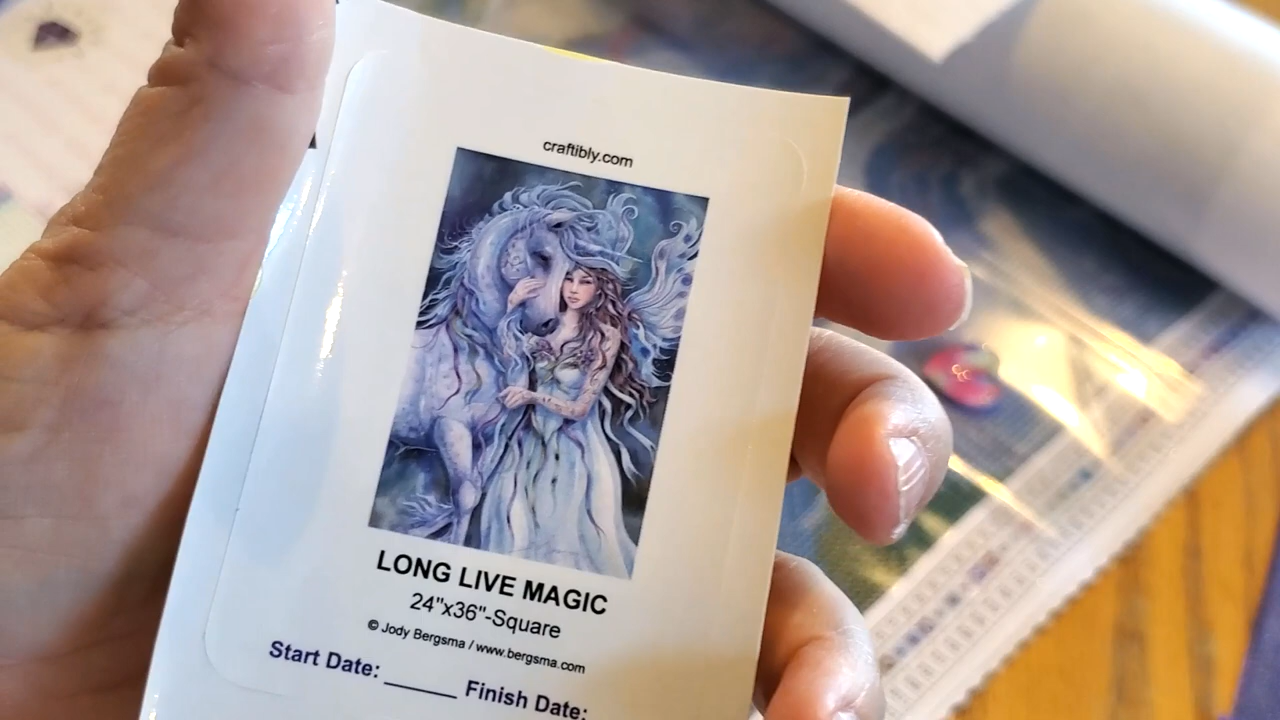 craftibly.com
LONG LIVE MAGIC
24"x36"-Square
© Jody Bergsma / www.bergsma.com
Start Date: ______ Finish Date: